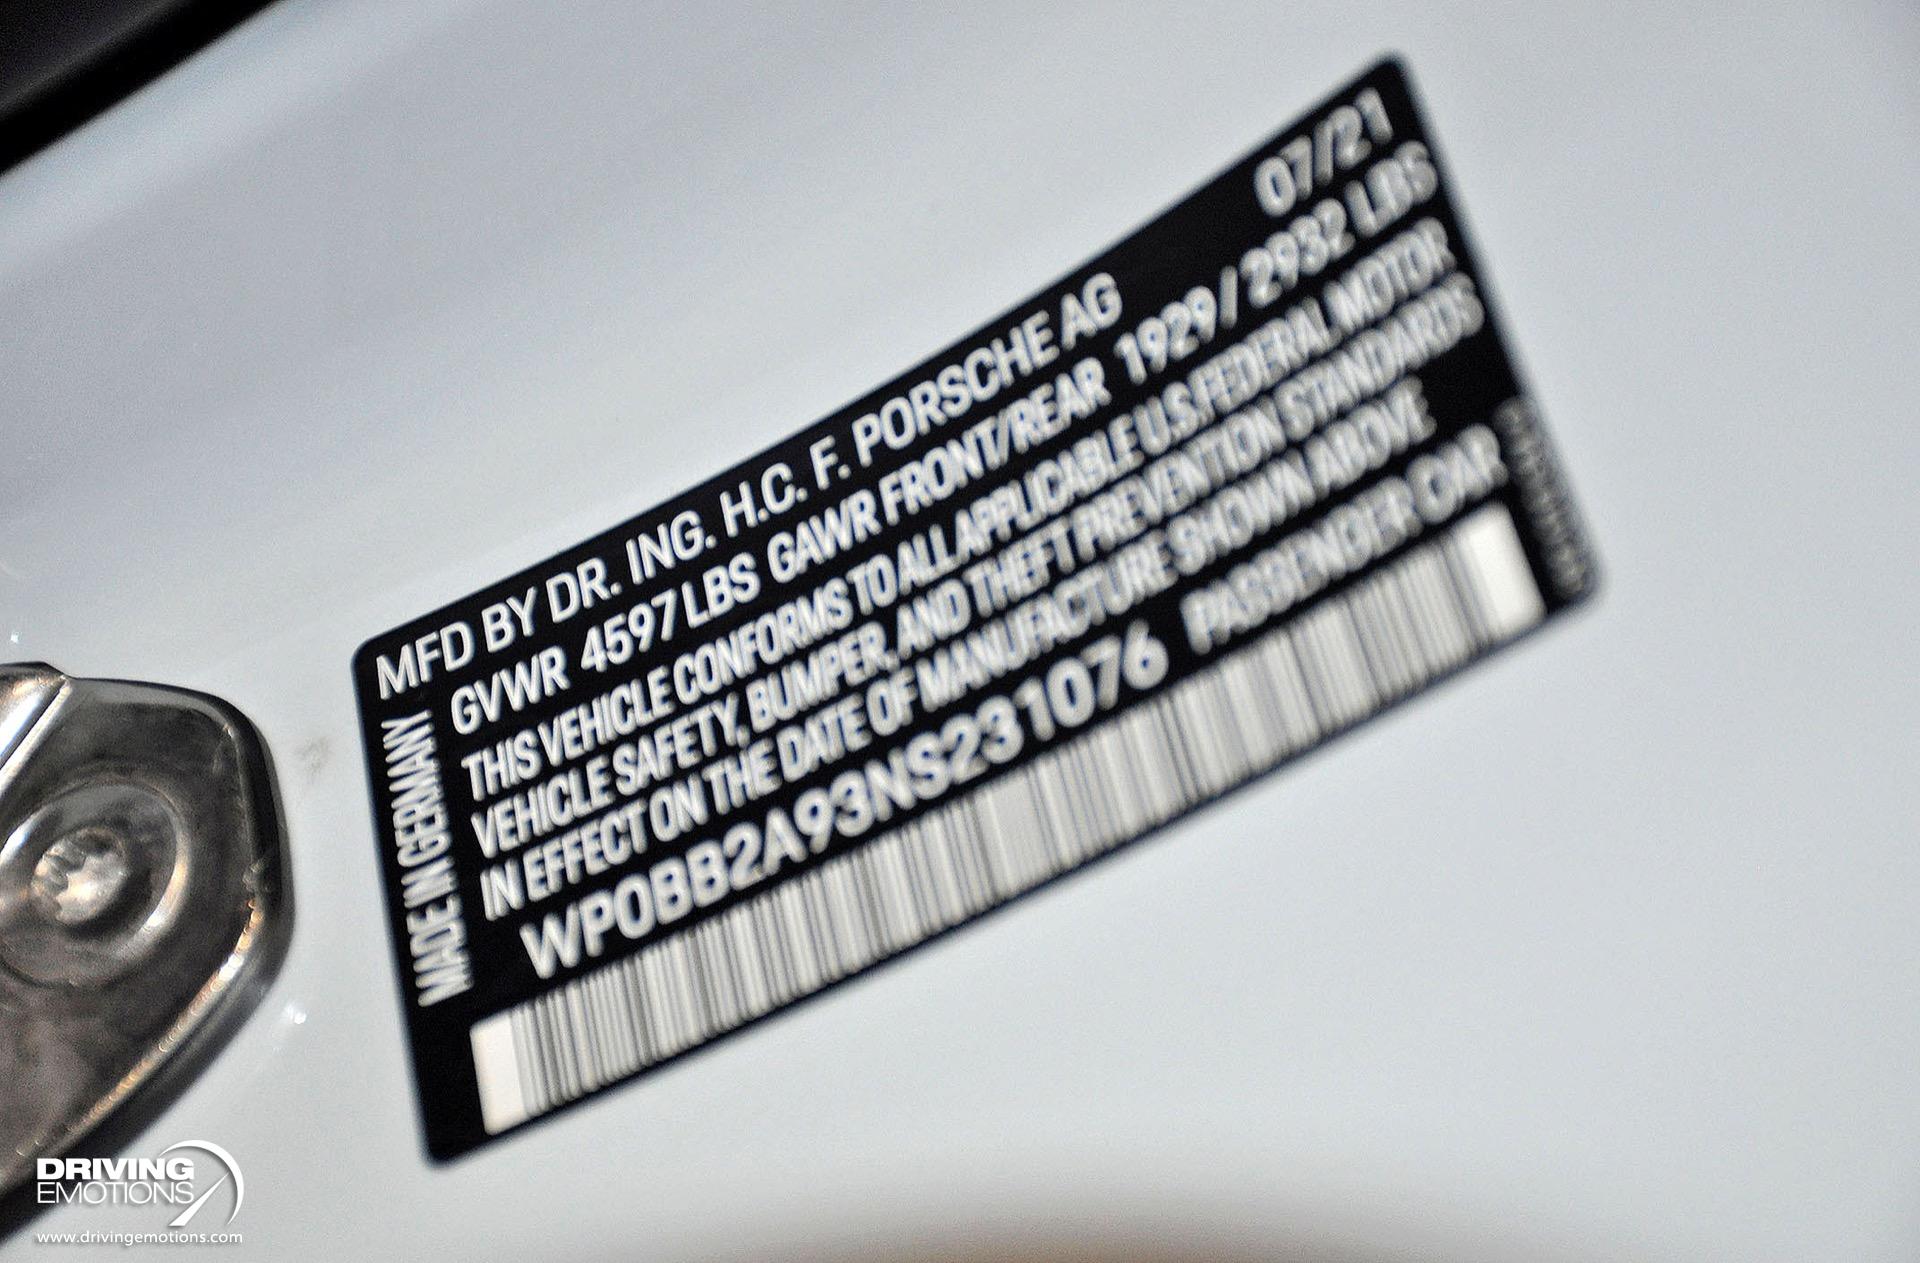 MFD BY DR. ING. H.C. F. PORSCHE AG 07/21
GVWR 4597 LBS GAWR FRONT/REAR 1929 / 2932 LBS
THIS VEHICLE CONFORMS TO ALL APPLICABLE U.S. FEDERAL MOTOR
VEHICLE SAFETY, BUMPER, AND THEFT PREVENTION STANDARDS
IN EFFECT ON THE DATE OF MANUFACTURE SHOWN ABOVE
WP0BB2A93NS231076 PASSENGER CAR
MADE IN GERMANY
DRIVING
EMOTIONS
www.drivingemotions.com